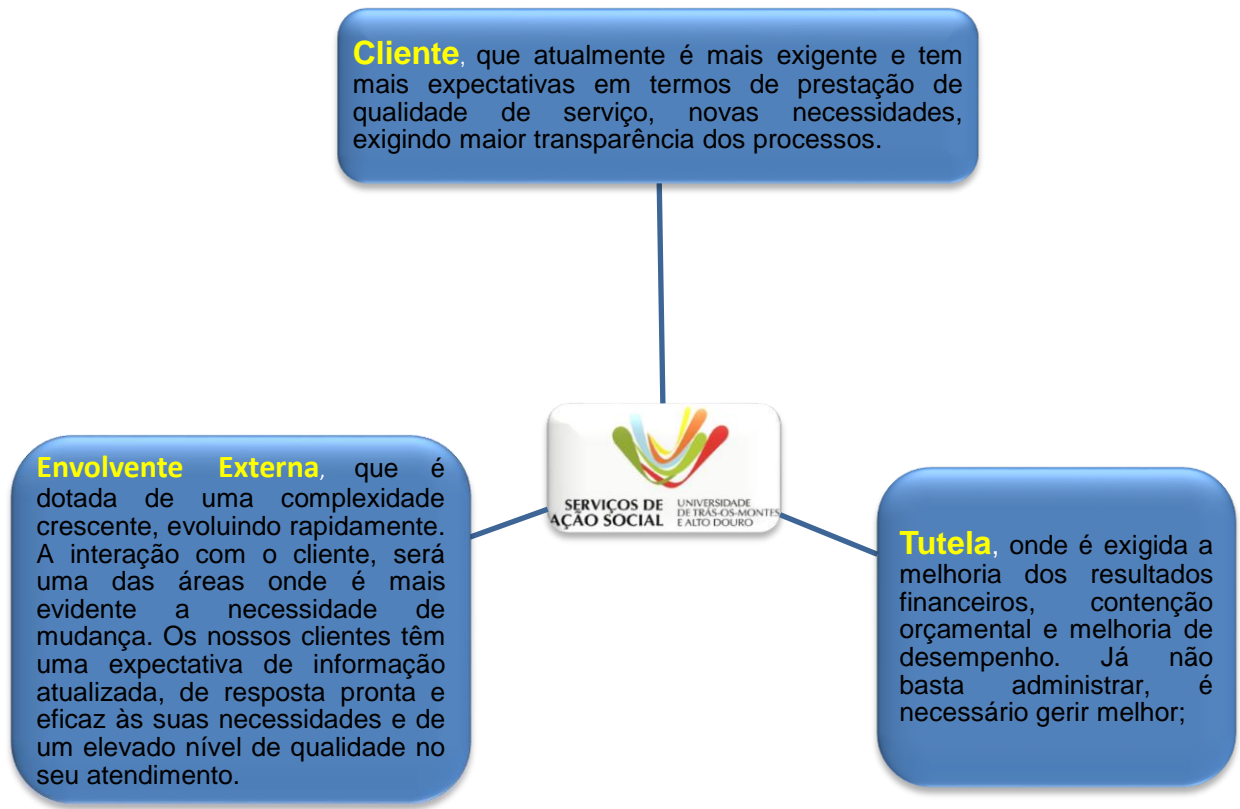 Cliente, que atualmente é mais exigente e tem
mais expectativas em termos de prestação de
qualidade de serviço, novas necessidades,
exigindo maior transparência dos processos.
SERVIÇOS DE
AÇÃO SOCIAL
UNIVERSIDADE
DE TRÁS-OS-MONTES
E ALTO DOURO
Envolvente Externa, que é
dotada de uma complexidade
crescente, evoluindo rapidamente.
A interação com o cliente, será
uma das áreas onde é mais
evidente a necessidade de
mudança. Os nossos clientes têm
uma expectativa de informação
atualizada, de resposta pronta e
eficaz às suas necessidades e de
um elevado nível de qualidade no
seu atendimento.
Tutela, onde é exigida a
melhoria dos resultados
financeiros, contenção
orçamental e melhoria de
desempenho. Já não
basta administrar, é
necessário gerir melhor;